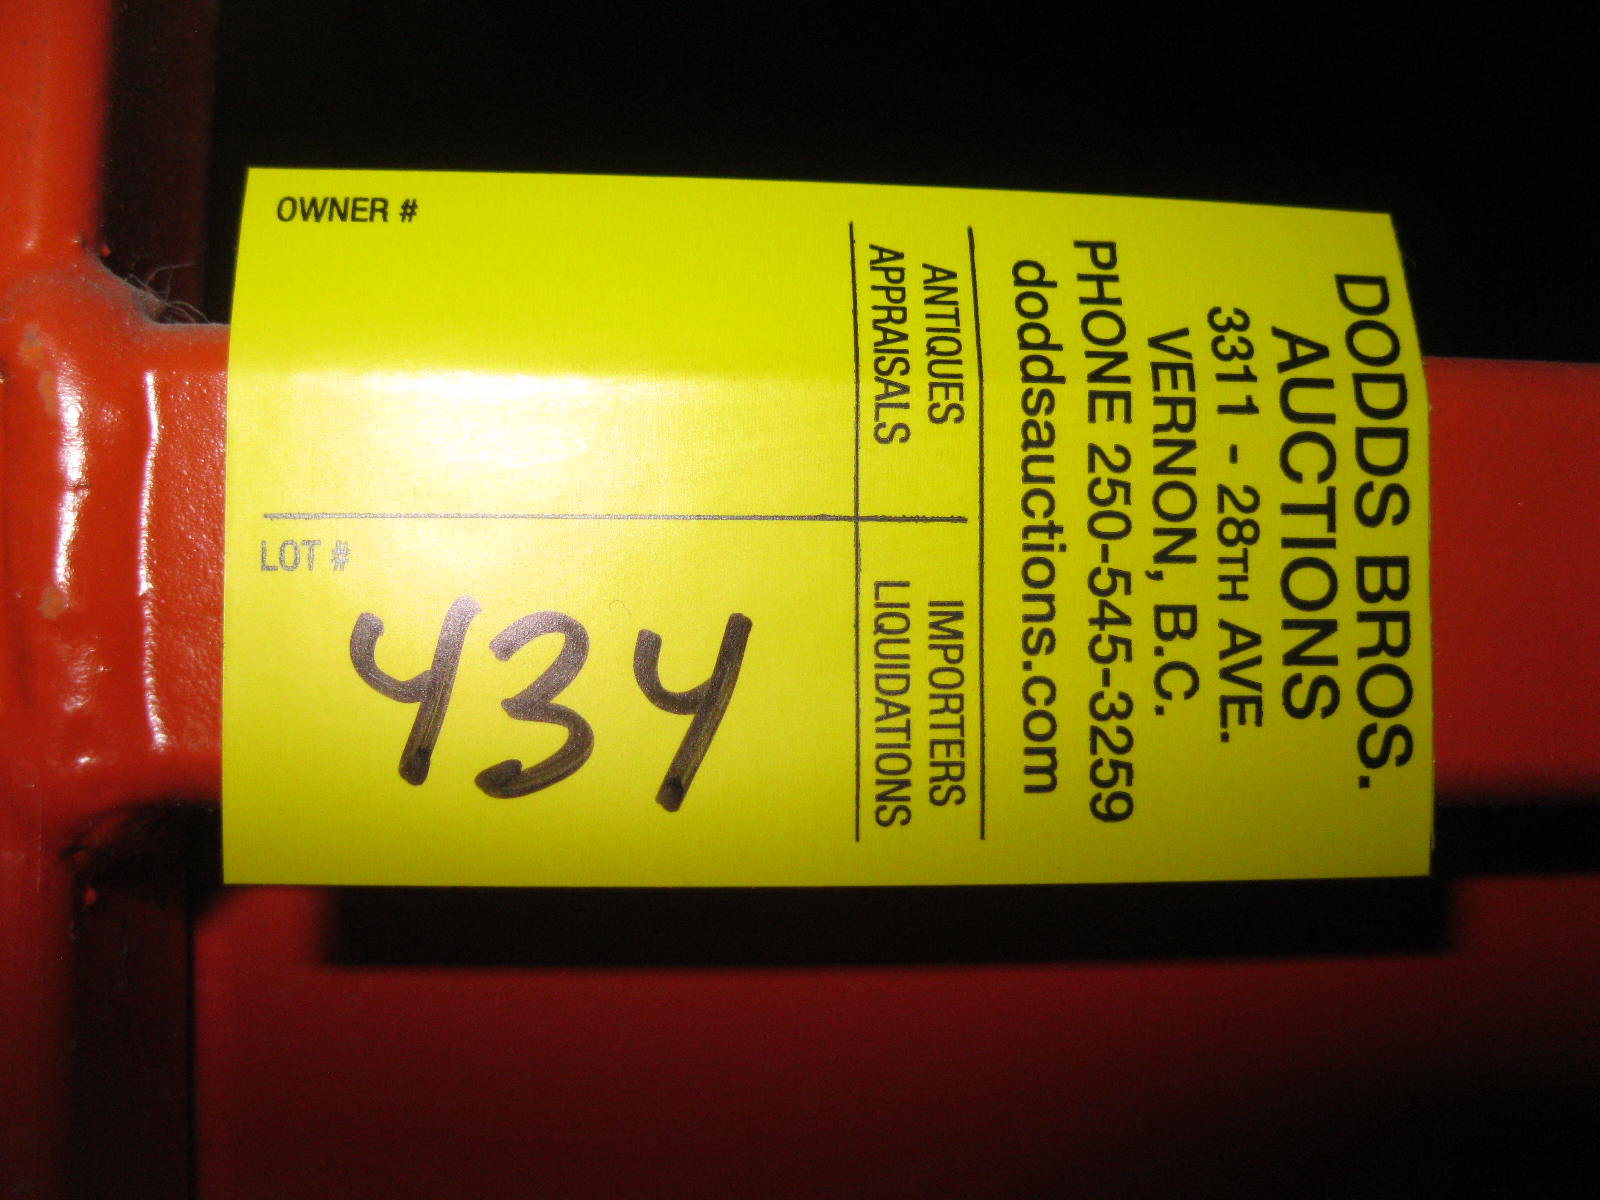 DODDS BROS.
AUCTIONS
3311 - 28TH AVE.
VERNON, B.C.
PHONE 250-545-3259
doddsauctions.com
ANTIQUES
APPRAISALS
IMPORTERS
LIQUIDATIONS
OWNER #
LOT #
434